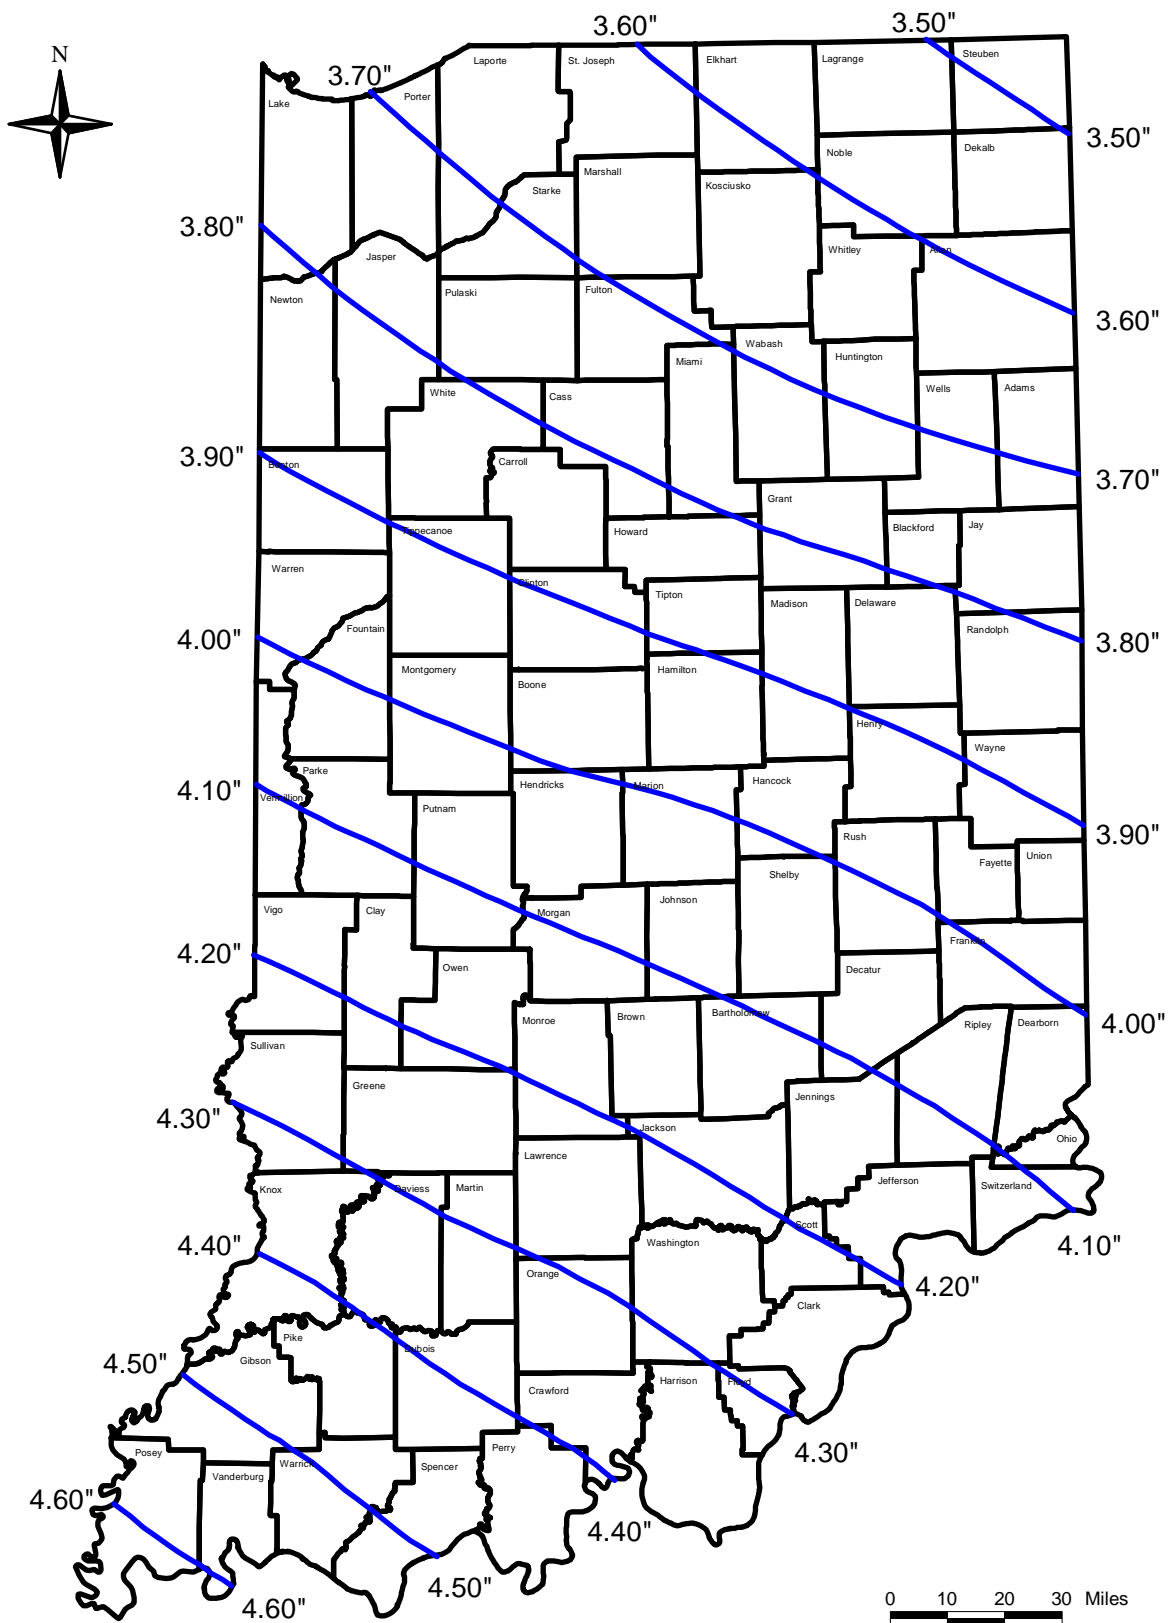 3.60"
3.50"
N
Laporte
St. Joseph
Elkhart
Lagrange
Steuben
3.70"
Porter
Lake
3.50"
Noble
Dekalb
Marshall
Kosciusko
Starke
3.80"
Jasper
Whitley
Allen
Newton
Pulaski
Fulton
3.60"
Miami
Wabash
Huntington
White
Cass
Wells
Adams
3.90"
Benton
Carroll
3.70"
Grant
Tippecanoe
Howard
Blackford
Jay
Warren
Clinton
Tipton
Madison
Delaware
4.00"
Fountain
Randolph
3.80"
Montgomery
Boone
Hamilton
Henry
Wayne
4.10"
Parke
Vermillion
Hendricks
Marion
Hancock
Putnam
Rush
3.90"
Fayette
Union
Shelby
Vigo
Clay
Morgan
Johnson
4.20"
Owen
Franklin
Decatur
Monroe
Brown
Bartholomew
Ripley
Dearborn
4.00"
Sullivan
Greene
Jennings
4.30"
Jackson
Ohio
Lawrence
Knox
Daviess
Martin
Jefferson
Switzerland
4.40"
Scott
Washington
4.10"
Orange
4.20"
Clark
Pike
4.50"
Gibson
Dubois
Crawford
Harrison
Floyd
Posey
Perry
4.30"
Vanderburg
Warrick
Spencer
4.60"
4.40"
4.50"
4.60"
0 10 20 30 Miles